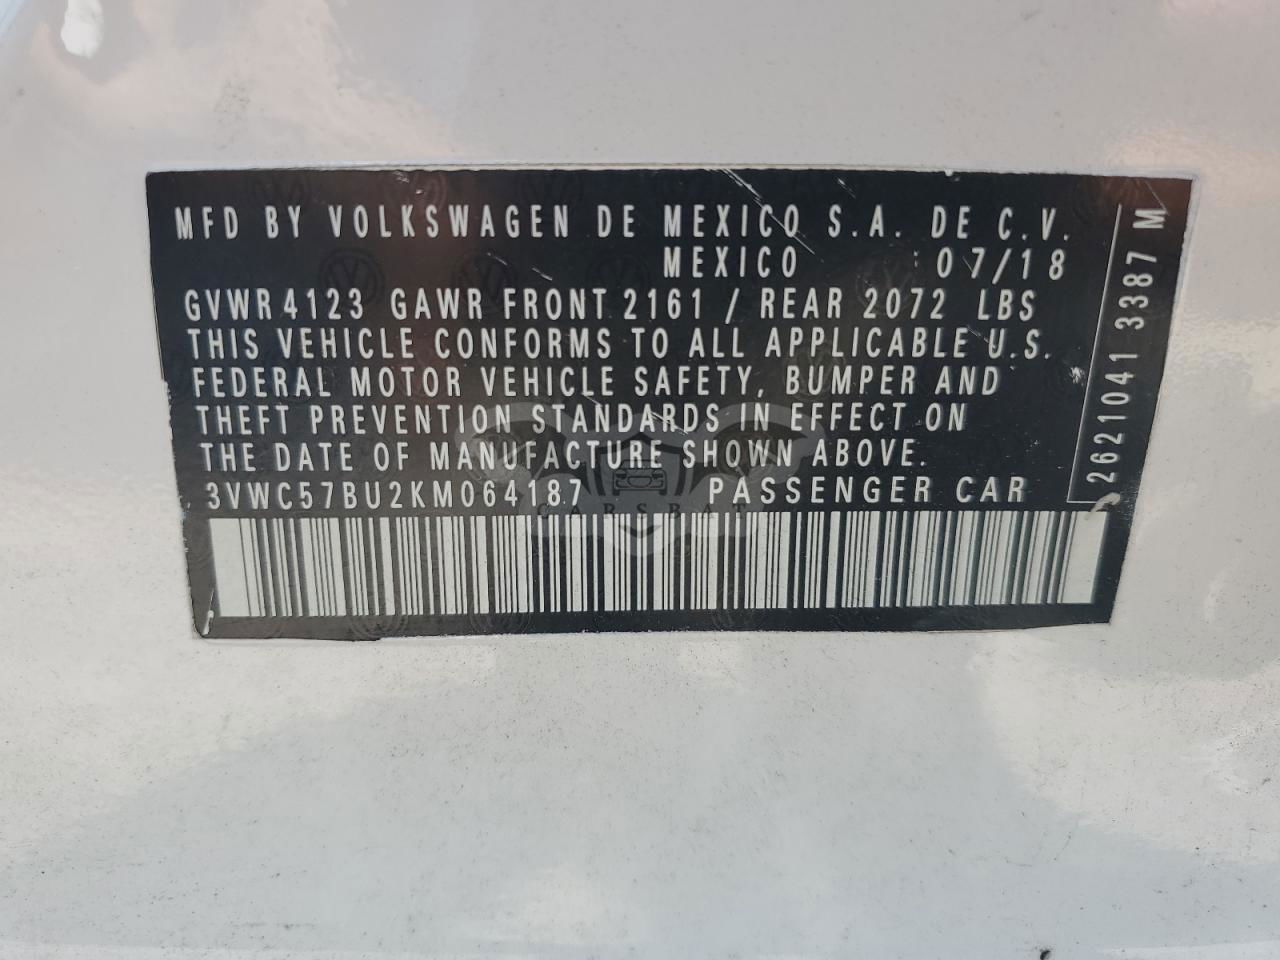 MFD BY VOLKSWAGEN DE MEXICO S.A. DE C.V.
MEXICO 07/18
GVWR 4123 GAWR FRONT 2161 / REAR 2072 LBS
THIS VEHICLE CONFORMS TO ALL APPLICABLE U.S.
FEDERAL MOTOR VEHICLE SAFETY, BUMPER AND
THEFT PREVENTION STANDARDS IN EFFECT ON
THE DATE OF MANUFACTURE SHOWN ABOVE.
3VWC57BU2KM064187 PASSENGER CAR
CARSBAT
2621041 3387 M